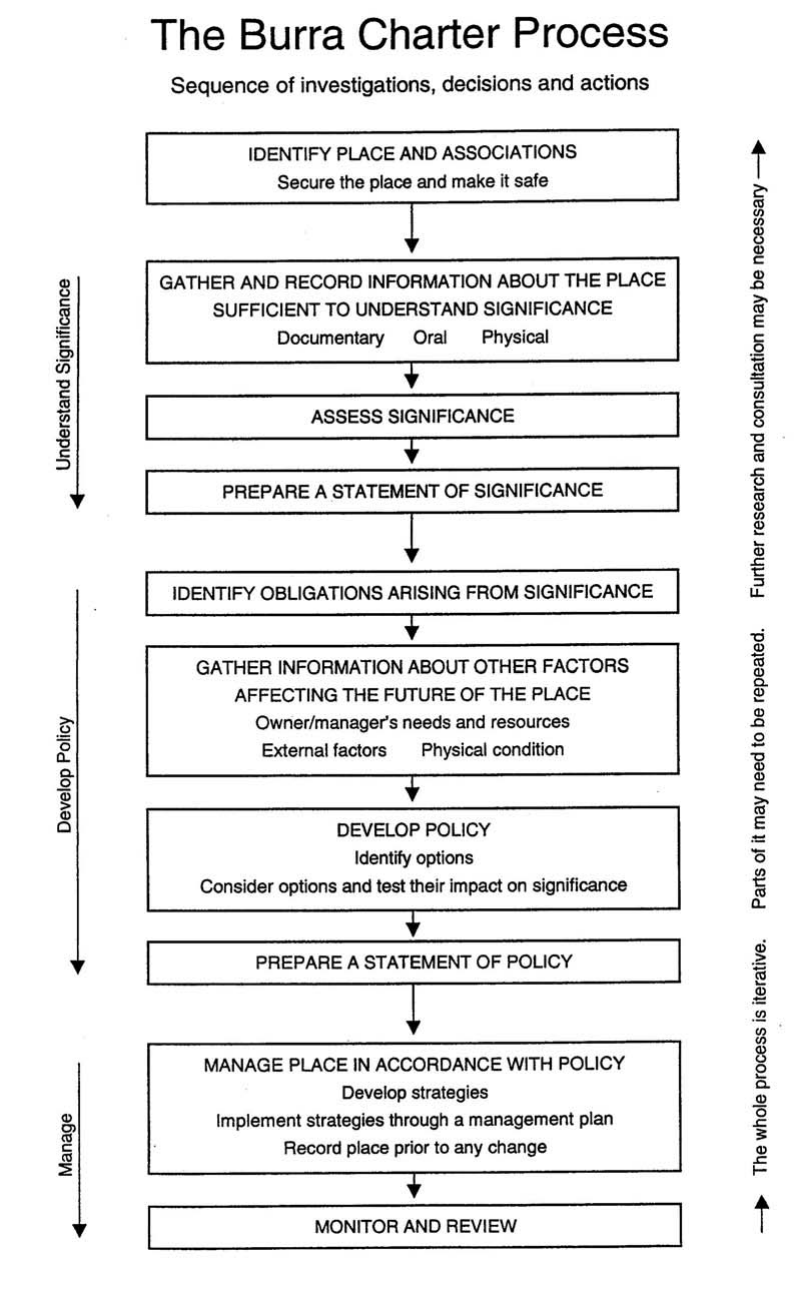 The Burra Charter Process
Sequence of investigations, decisions and actions
IDENTIFY PLACE AND ASSOCIATIONS
Secure the place and make it safe
GATHER AND RECORD INFORMATION ABOUT THE PLACE
SUFFICIENT TO UNDERSTAND SIGNIFICANCE
Documentary Oral Physical
ASSESS SIGNIFICANCE
PREPARE A STATEMENT OF SIGNIFICANCE
Understand Significance
IDENTIFY OBLIGATIONS ARISING FROM SIGNIFICANCE
GATHER INFORMATION ABOUT OTHER FACTORS
AFFECTING THE FUTURE OF THE PLACE
Owner/manager's needs and resources
External factors Physical condition
DEVELOP POLICY
Identify options
Consider options and test their impact on significance
PREPARE A STATEMENT OF POLICY
Develop Policy
MANAGE PLACE IN ACCORDANCE WITH POLICY
Develop strategies
Implement strategies through a management plan
Record place prior to any change
MONITOR AND REVIEW
Manage
The whole process is iterative. Parts of it may need to be repeated. Further research and consultation may be necessary